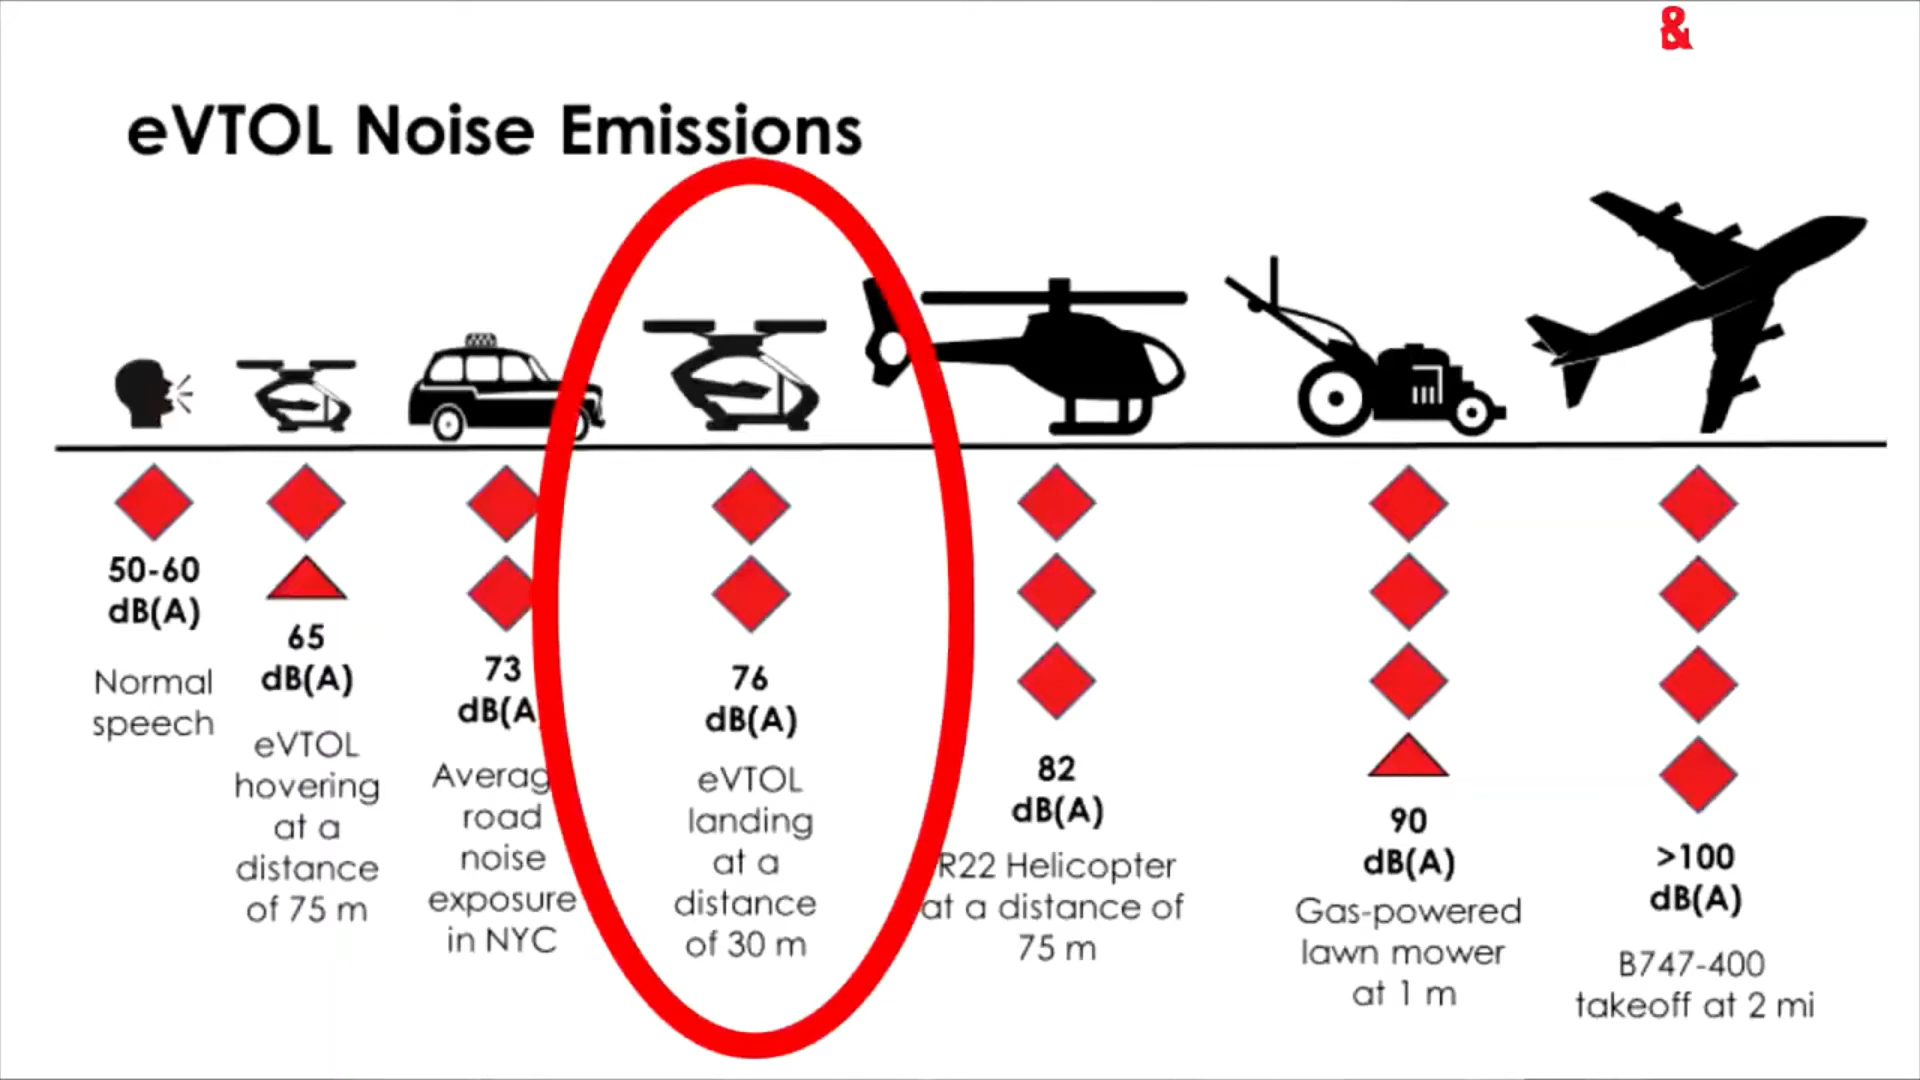 &
eVTOL Noise Emissions
50-60
dB(A)
Normal
speech
65
dB(A)
eVTOL
hovering
at a
distance
of 75 m
73
dB(A
Averag
road
noise
exposure
in NYC
76
dB(A)
eVTOL
landing
at a
distance
of 30 m
82
dB(A)
R22 Helicopter
at a distance of
75 m
90
dB(A)
Gas-powered
lawn mower
at 1 m
>100
dB(A)
B747-400
takeoff at 2 mi